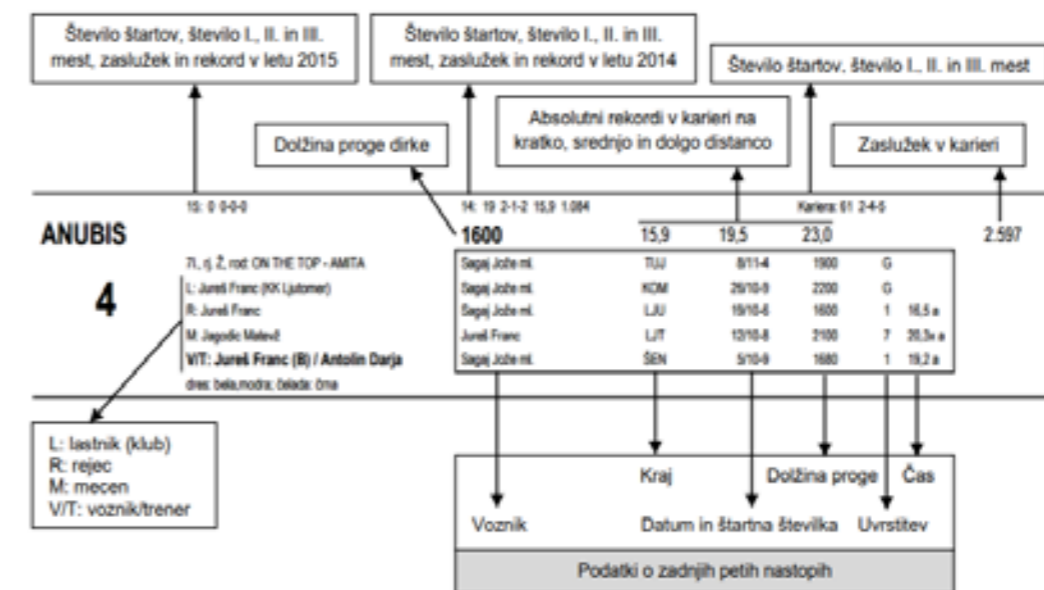 Število štartov, število I., II. in III.
mest, zaslužek in rekord v letu 2015
Število štartov, število I., II. in III.
mest, zaslužek in rekord v letu 2014
Število štartov, število I., II. in III. mest
Dolžina proge dirke
Absolutni rekordi v karieri na
kratko, srednjo in dolgo distanco
Zaslužek v karieri
15: 0 0-0-0
14: 19 2-1-2 15,9 1.084
Kariera: 61 2-4-5
ANUBIS
1600 15,9 19,5 23,0 2.597
4
7l., rj. Ž, rod: ON THE TOP - AMITA
L: Jureš Franc (KK Ljutomer)
R: Jureš Franc
M: Jagodic Matevž
V/T: Jureš Franc (B) / Antolin Darja
dres: bela,modra; čelada: črna
Sagaj Jože ml. TUJ 8/11-4 1900 G
Sagaj Jože ml. KOM 26/10-9 2200 G
Sagaj Jože ml. LJU 19/10-6 1600 1 16,5 a
Jureš Franc LJT 12/10-8 2100 7 20,3x a
Sagaj Jože ml. ŠEN 5/10-9 1680 1 19,2 a
L: lastnik (klub)
R: rejec
M: mecen
V/T: voznik/trener
Kraj Dolžina proge Čas
Voznik Datum in štartna številka Uvrstitev
Podatki o zadnjih petih nastopih